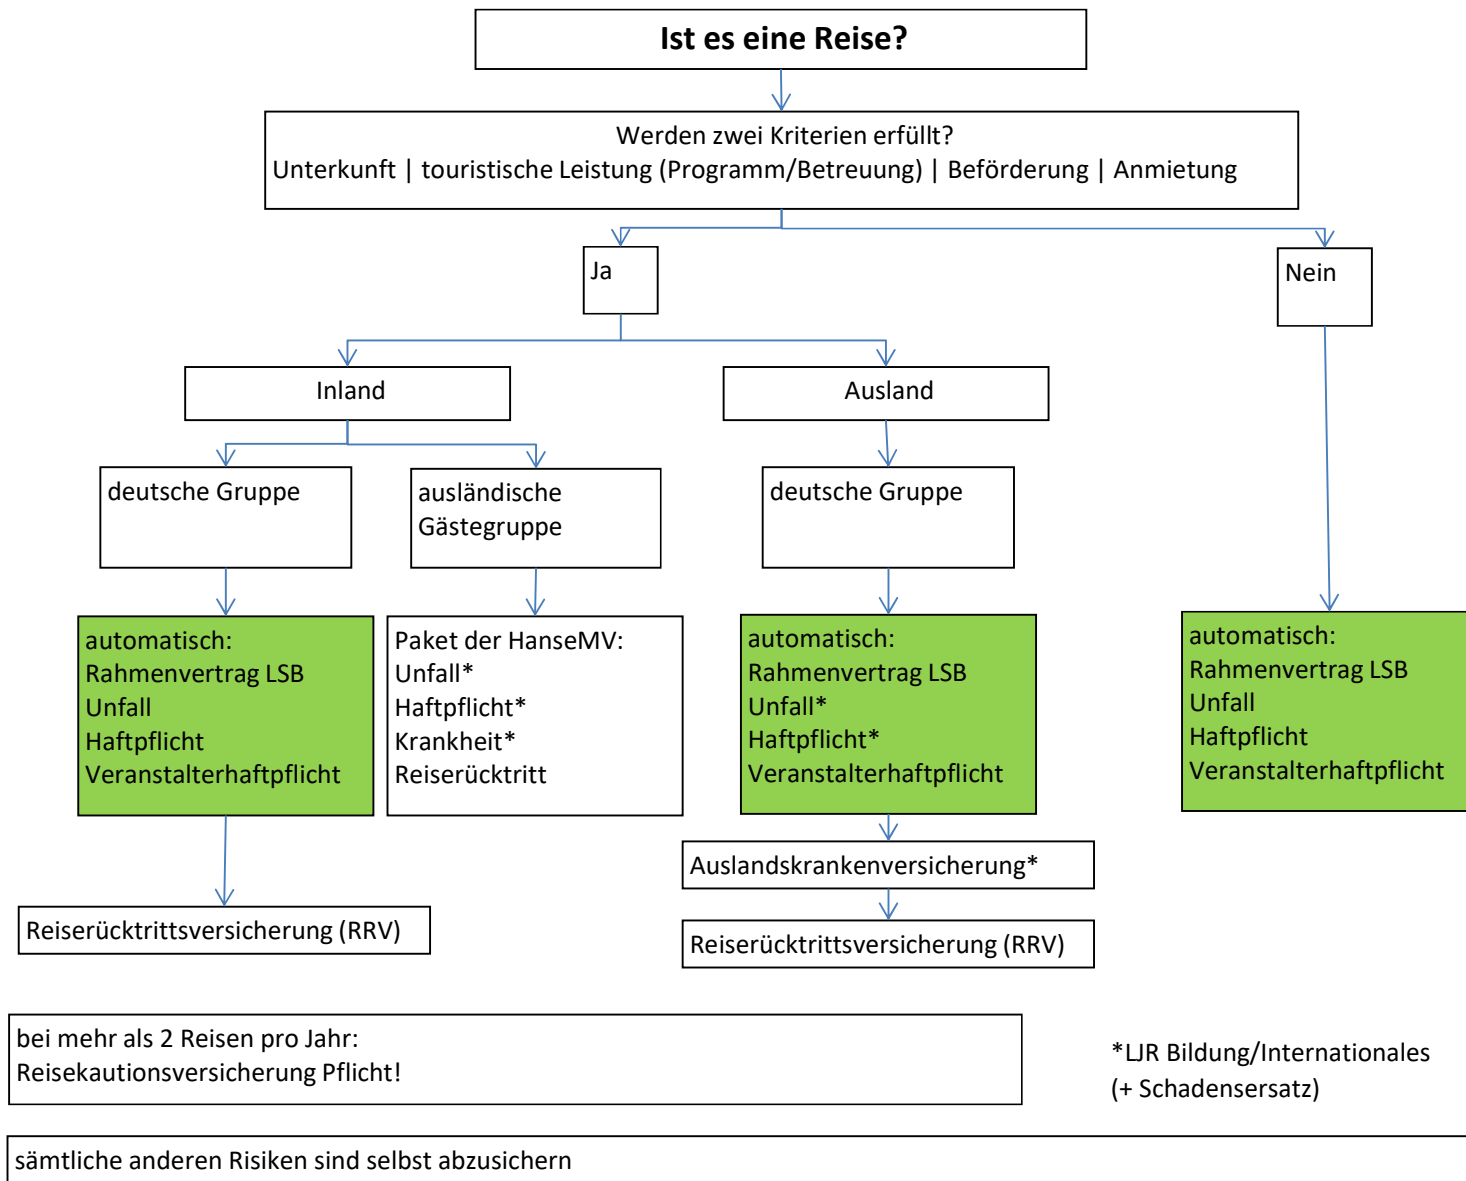 Ist es eine Reise?
Werden zwei Kriterien erfüllt?
Unterkunft | touristische Leistung (Programm/Betreuung) | Beförderung | Anmietung
Ja
Nein
Inland
Ausland
deutsche Gruppe
ausländische
Gästegruppe
deutsche Gruppe
automatisch:
Rahmenvertrag LSB
Unfall
Haftpflicht
Veranstalterhaftpflicht
Paket der HanseMV:
Unfall*
Haftpflicht*
Krankheit*
Reiserücktritt
automatisch:
Rahmenvertrag LSB
Unfall*
Haftpflicht*
Veranstalterhaftpflicht
automatisch:
Rahmenvertrag LSB
Unfall
Haftpflicht
Veranstalterhaftpflicht
Auslandskrankenversicherung*
Reiserücktrittsversicherung (RRV)
Reiserücktrittsversicherung (RRV)
bei mehr als 2 Reisen pro Jahr:
Reisekautionsversicherung Pflicht!
*LJR Bildung/Internationales
(+ Schadensersatz)
sämtliche anderen Risiken sind selbst abzusichern